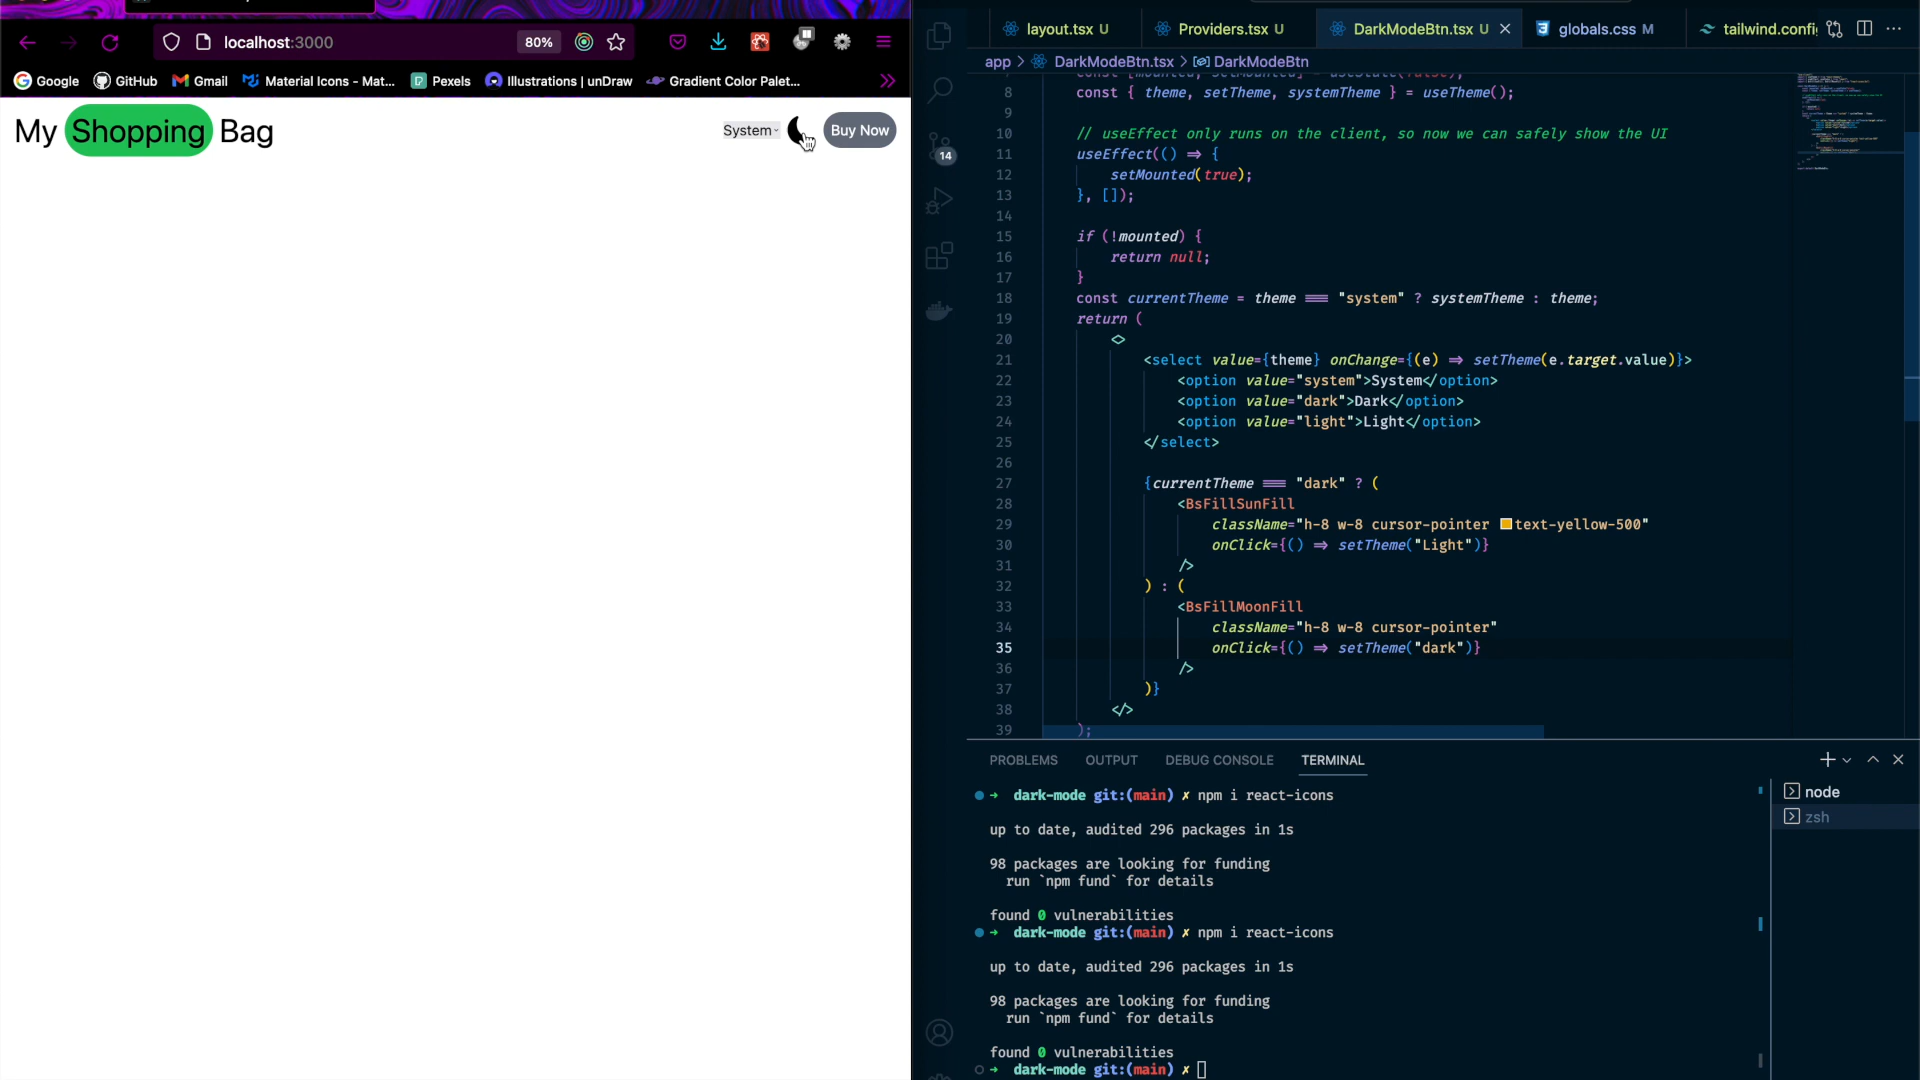 localhost:3000
80%
Google
GitHub
Gmail
Material Icons - Mat...
Pexels
Illustrations | unDraw
Gradient Color Palet...
My Shopping Bag
System
Buy Now
layout.tsx U
Providers.tsx U
DarkModeBtn.tsx U
globals.css M
tailwind.config
app > DarkModeBtn.tsx > DarkModeBtn
14
const [mounted, setMounted] = useState(false);
8 const { theme, setTheme, systemTheme } = useTheme();
9
10 // useEffect only runs on the client, so now we can safely show the UI
11 useEffect(() => {
12 setMounted(true);
13 }, []);
14
15 if (!mounted) {
16 return null;
17 }
18 const currentTheme = theme === "system" ? systemTheme : theme;
19 return (
20 <>
21 <select value={theme} onChange={(e) => setTheme(e.target.value)}>
22 <option value="system">System</option>
23 <option value="dark">Dark</option>
24 <option value="light">Light</option>
25 </select>
26
27 {currentTheme === "dark" ? (
28 <BsFillSunFill
29 className="h-8 w-8 cursor-pointer text-yellow-500"
30 onClick={() => setTheme("Light")}
31 />
32 ) : (
33 <BsFillMoonFill
34 className="h-8 w-8 cursor-pointer"
35 onClick={() => setTheme("dark")}
36 />
37 )}
38 </>
39 );
PROBLEMS
OUTPUT
DEBUG CONSOLE
TERMINAL
node
zsh
→ dark-mode git:(main) ✗ npm i react-icons
up to date, audited 296 packages in 1s
98 packages are looking for funding
run `npm fund` for details
found 0 vulnerabilities
→ dark-mode git:(main) ✗ npm i react-icons
up to date, audited 296 packages in 1s
98 packages are looking for funding
run `npm fund` for details
found 0 vulnerabilities
→ dark-mode git:(main) ✗